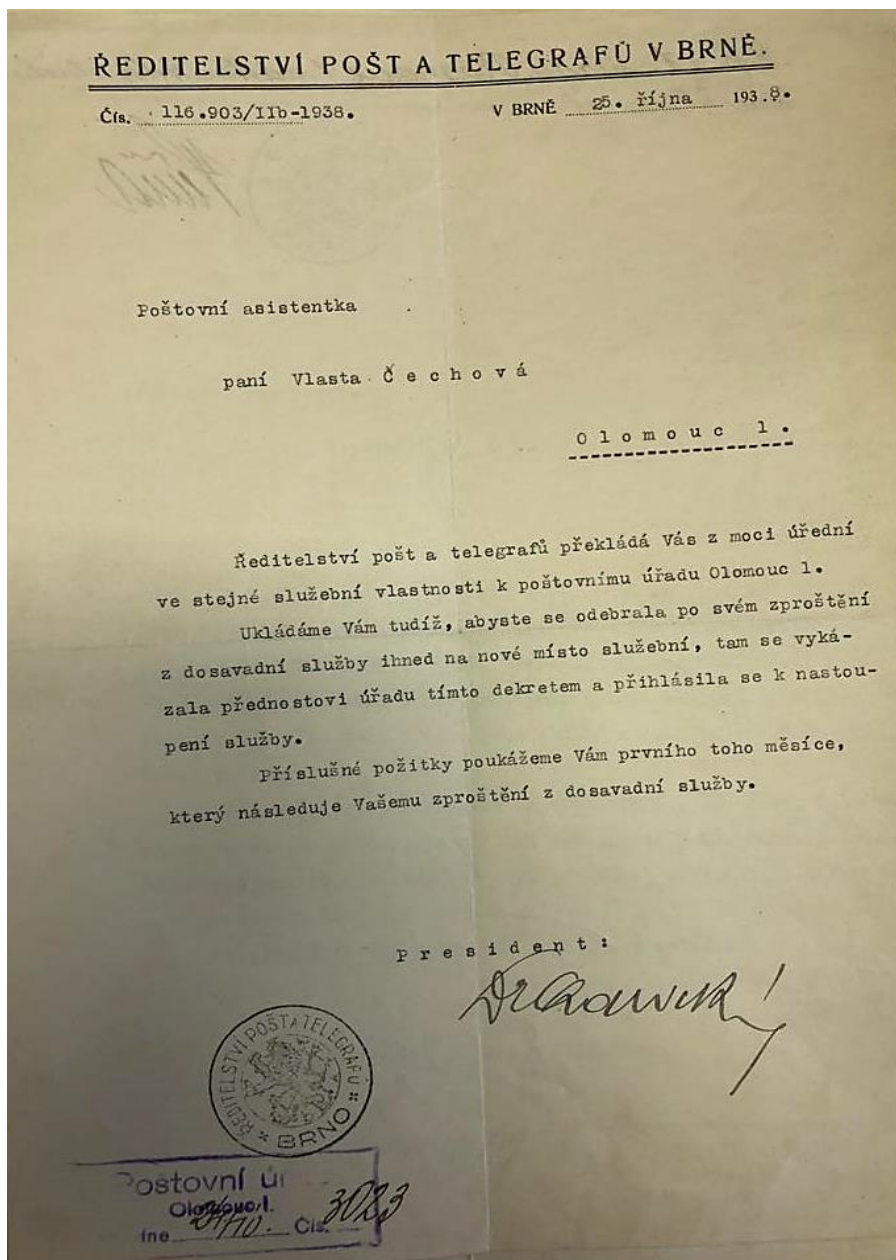 ŘEDITELSTVÍ POŠT A TELEGRAFŮ V BRNĚ.
Čís. 116.903/IIb-1938.
V BRNĚ 25. října 193.8.
Poštovní asistentka
paní Vlasta Č e c h o v á
O l o m o u c 1.
Ředitelství pošt a telegrafů překládá Vás z moci úřední
ve stejné služební vlastnosti k poštovnímu úřadu Olomouc 1.
Ukládáme Vám tudíž, abyste se odebrala po svém zproštění
z dosavadní služby ihned na nové místo služební, tam se vyká-
zala přednostovi úřadu tímto dekretem a přihlásila se k nastou-
pení služby.
Příslušné požitky poukážeme Vám prvního toho měsíce,
který následuje Vašemu zproštění z dosavadní služby.
P r e s i d e n t :
ŘEDITELSTVÍ POŠT A TELEGRAFŮ
BRNO
Poštovní
Olomouc 1.
Čís. 3023